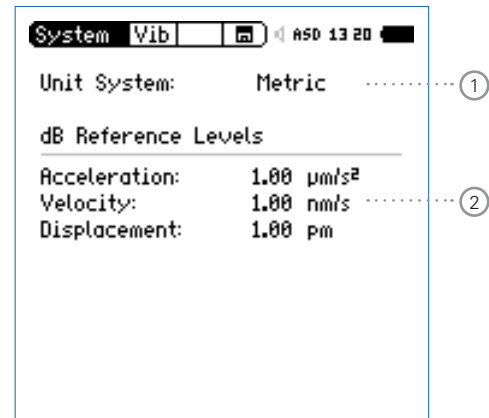 System Vib ASD 13 20
Unit System: Metric 1
dB Reference Levels
Acceleration: 1.00 µm/s²
Velocity: 1.00 nm/s 2
Displacement: 1.00 pm